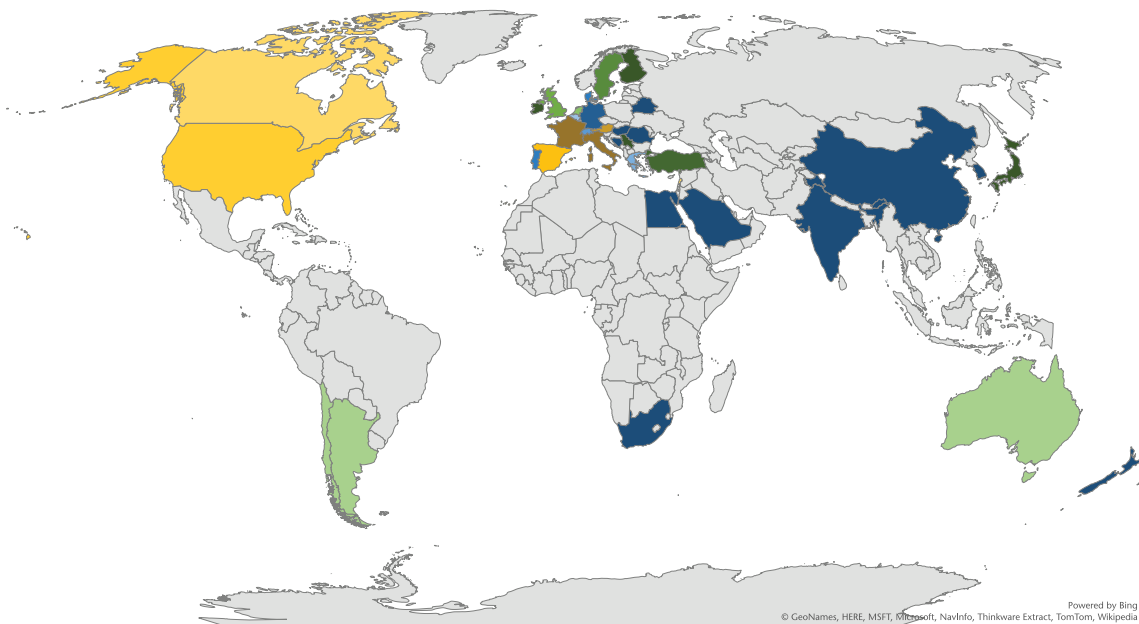 Powered by Bing
© GeoNames, HERE, MSFT, Microsoft, NavInfo, Thinkware Extract, TomTom, Wikipedia